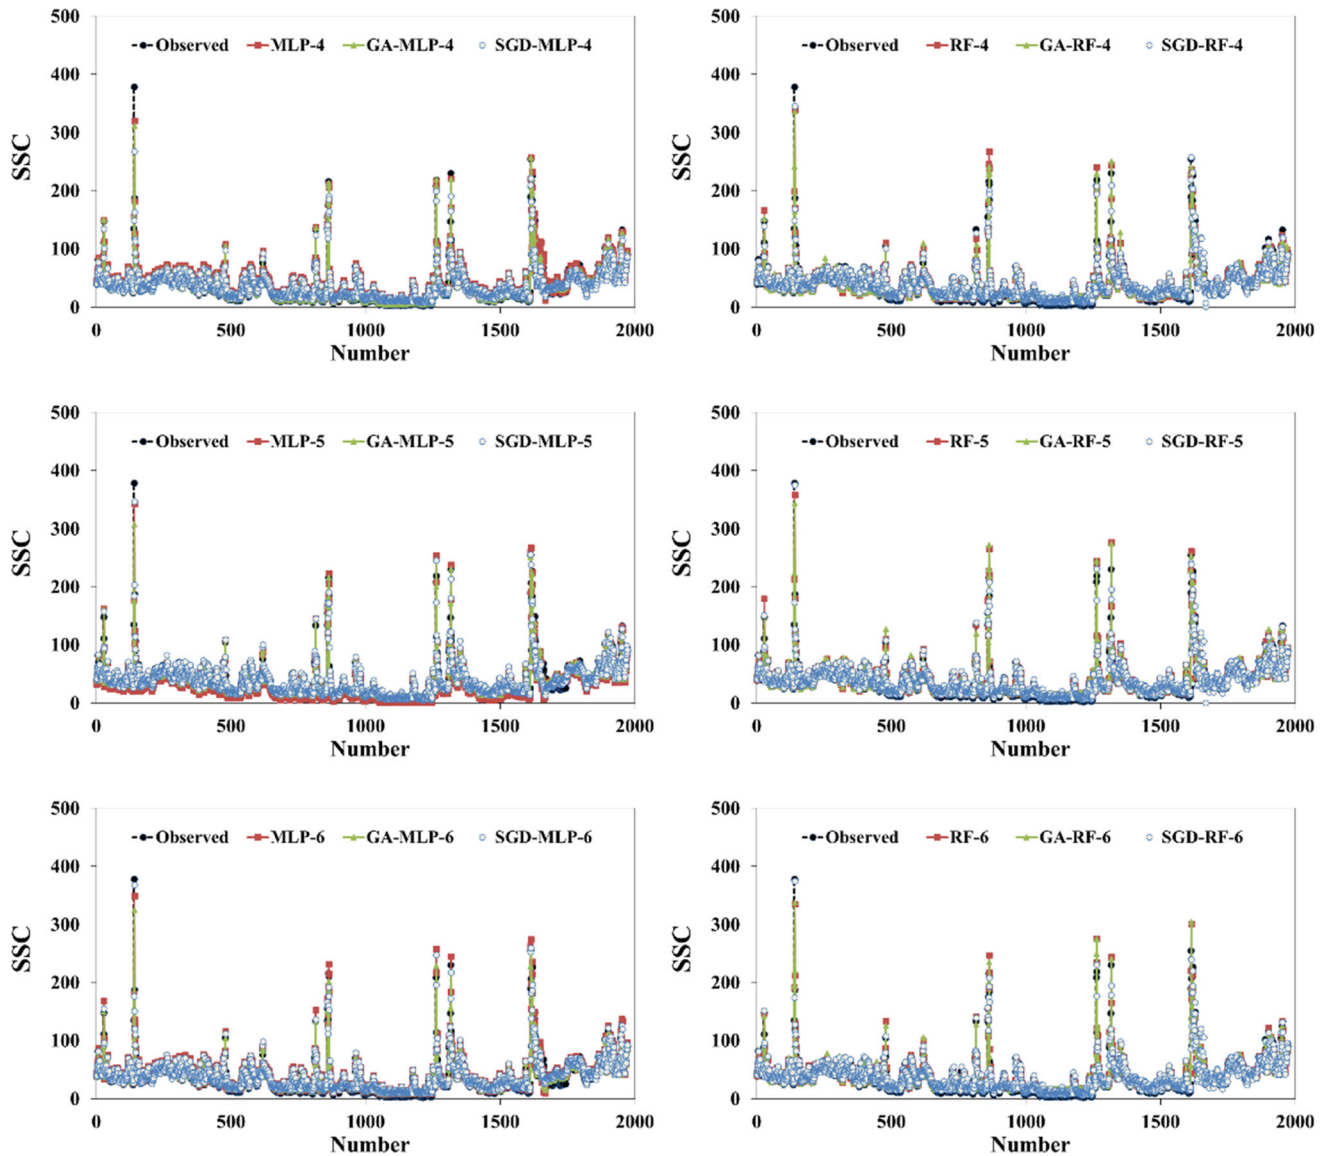 500
400
300
200
100
0
SSC
Observed MLP-4 GA-MLP-4 SGD-MLP-4
0 500 1000 1500 2000
Number
500
400
300
200
100
0
SSC
Observed RF-4 GA-RF-4 SGD-RF-4
0 500 1000 1500 2000
Number
500
400
300
200
100
0
SSC
Observed MLP-5 GA-MLP-5 SGD-MLP-5
0 500 1000 1500 2000
Number
500
400
300
200
100
0
SSC
Observed RF-5 GA-RF-5 SGD-RF-5
0 500 1000 1500 2000
Number
500
400
300
200
100
0
SSC
Observed MLP-6 GA-MLP-6 SGD-MLP-6
0 500 1000 1500 2000
Number
500
400
300
200
100
0
SSC
Observed RF-6 GA-RF-6 SGD-RF-6
0 500 1000 1500 2000
Number